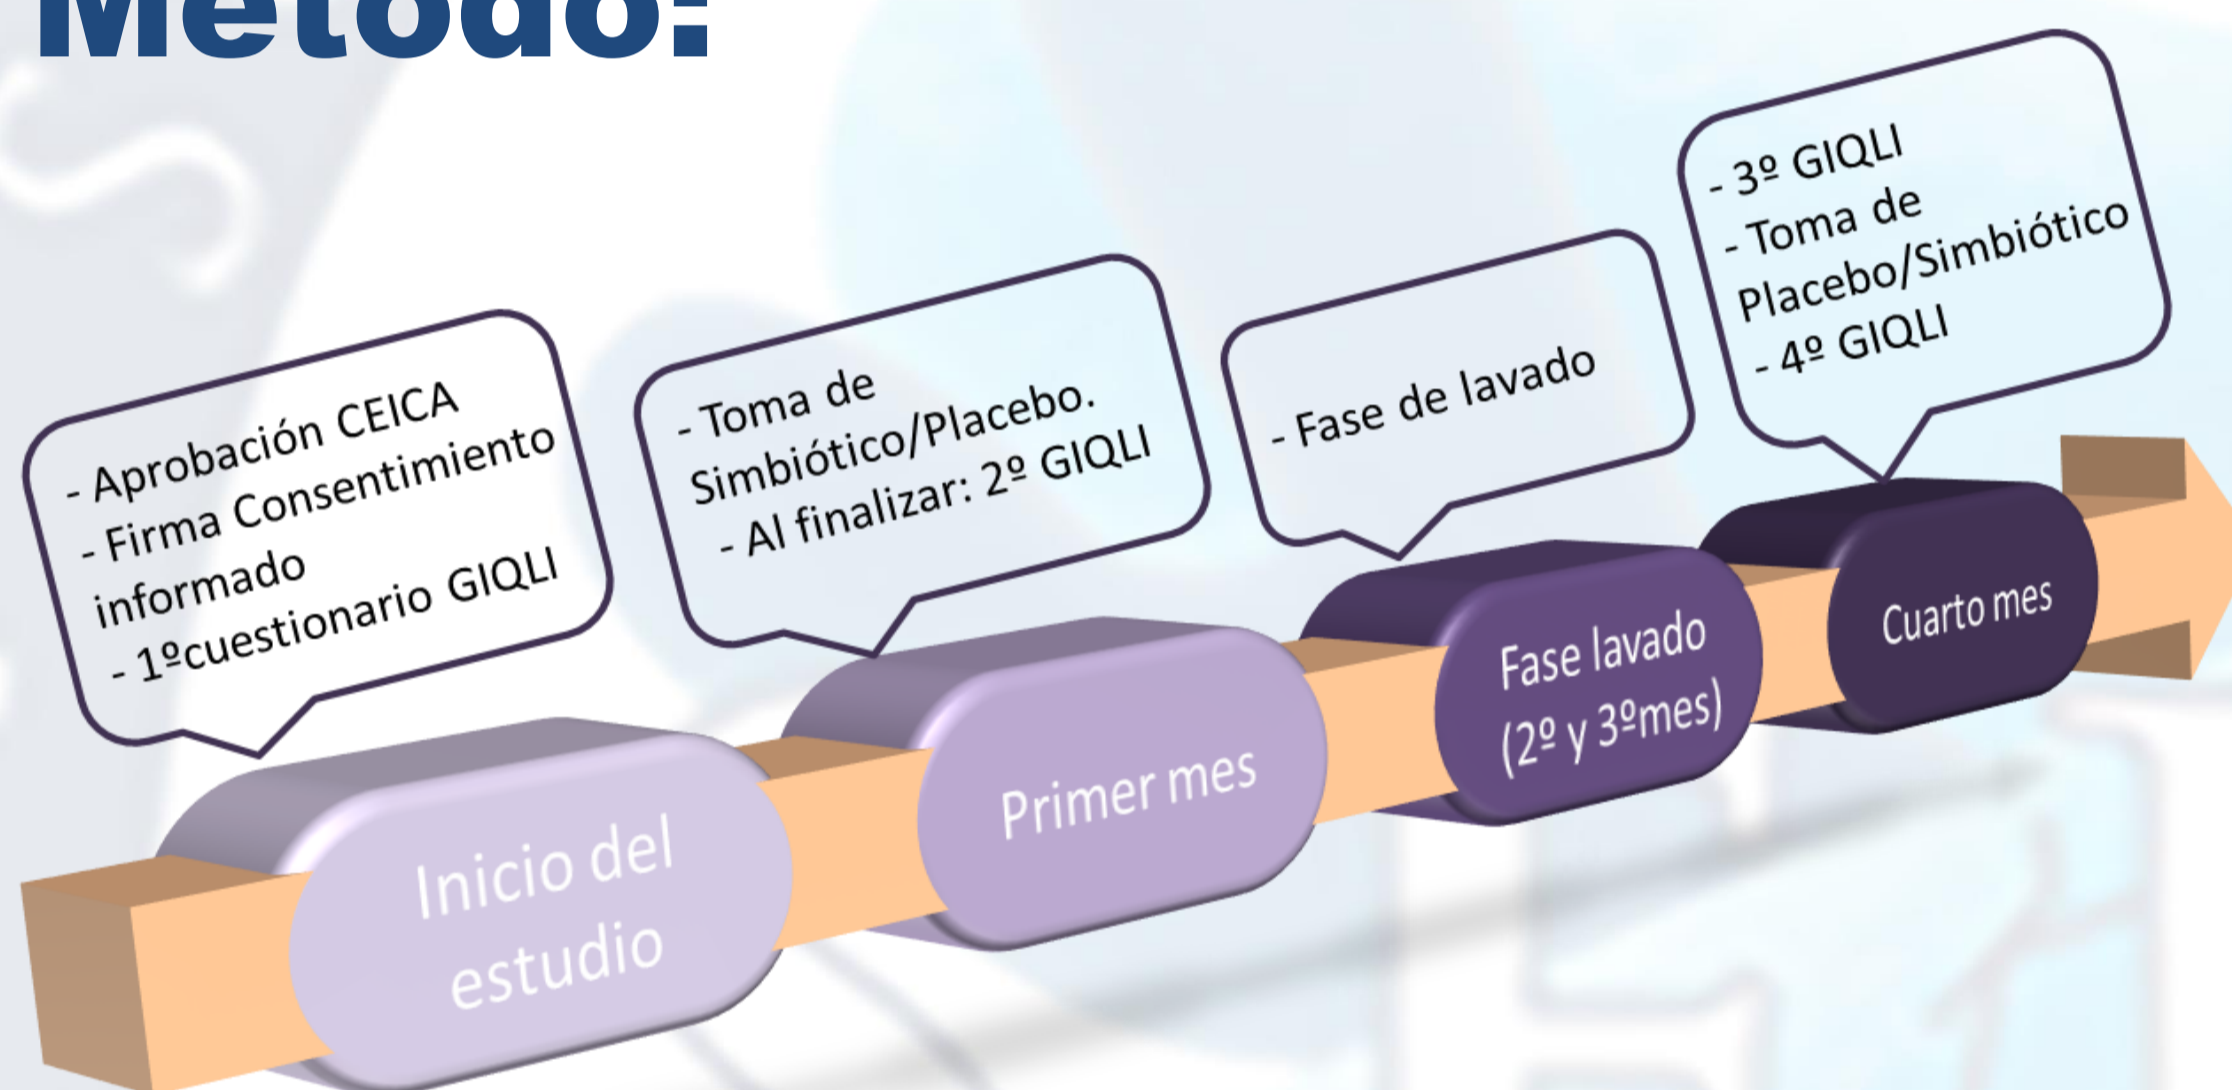 Método:
- Aprobación CEICA
- Firma Consentimiento
informado
- 1ºcuestionario GIQLI
- Toma de
Simbiótico/Placebo.
- Al finalizar: 2º GIQLI
- Fase de lavado
- 3º GIQLI
- Toma de
Placebo/Simbiótico
- 4º GIQLI
Inicio del
estudio
Primer mes
Fase lavado
(2º y 3ºmes)
Cuarto mes